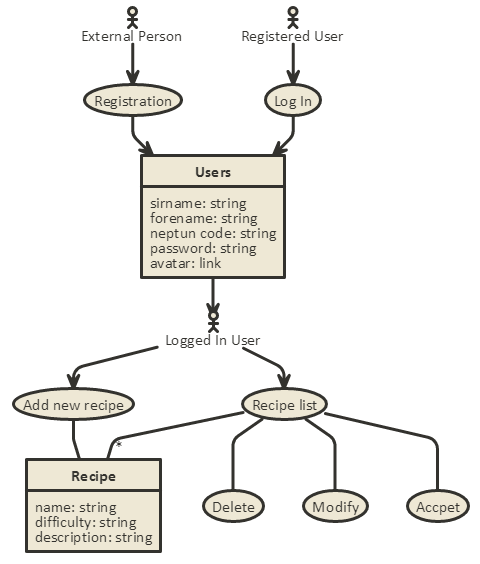 External Person
Registered User
Registration
Log In
Users
sirname: string
forename: string
neptun code: string
password: string
avatar: link
Logged In User
Add new recipe
Recipe list
*
Recipe
name: string
difficulty: string
description: string
Delete
Modify
Accpet